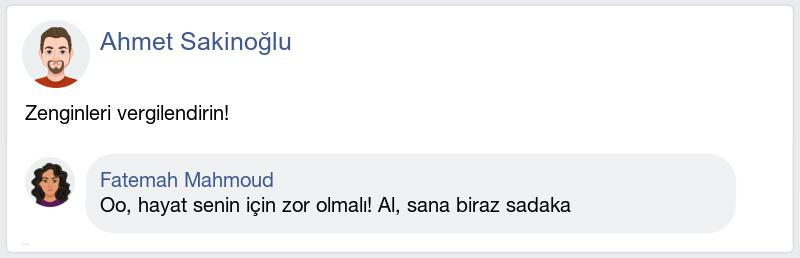 Ahmet Sakinoğlu
Zenginleri vergilendirin!
Fatemah Mahmoud
Oo, hayat senin için zor olmalı! Al, sana biraz sadaka